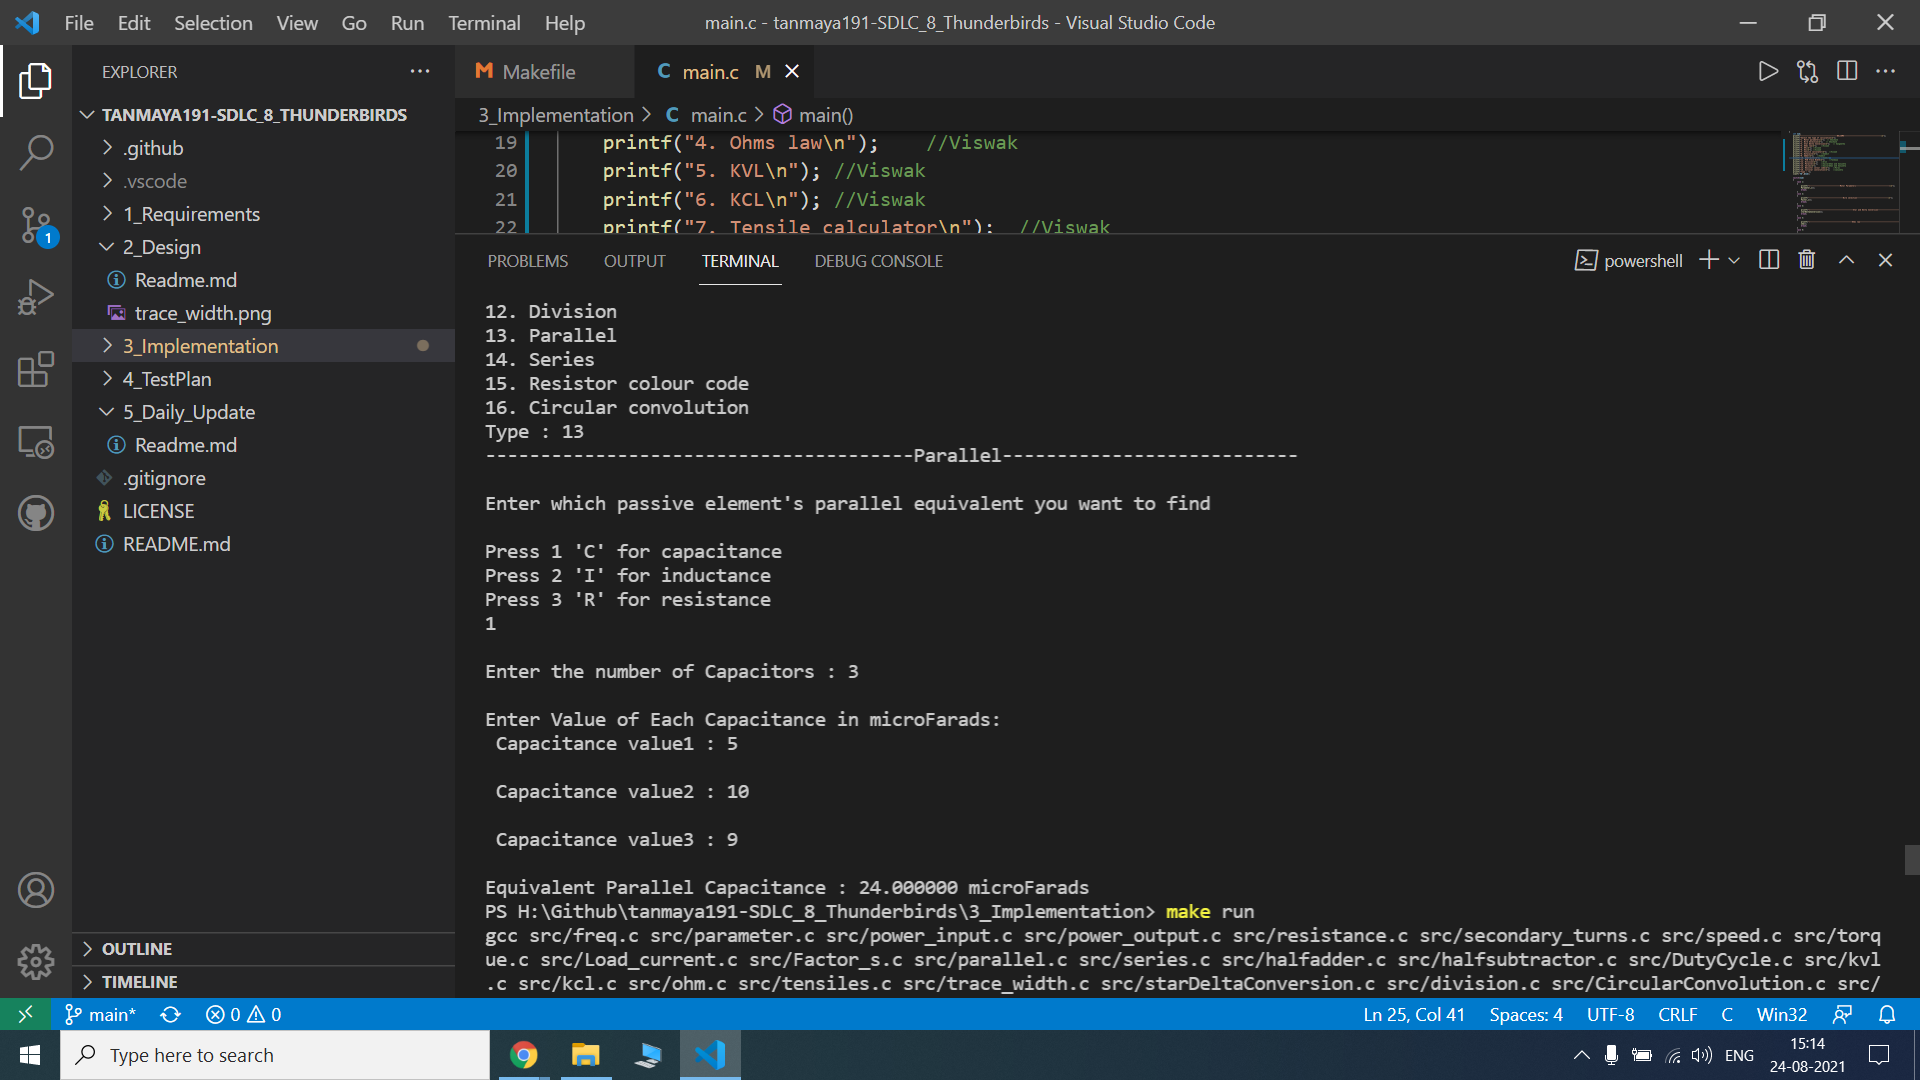 File Edit Selection View Go Run Terminal Help main.c - tanmaya191-SDLC_8_Thunderbirds - Visual Studio Code
EXPLORER ···
TANMAYA191-SDLC_8_THUNDERBIRDS
.github
.vscode
1_Requirements
2_Design
Readme.md
trace_width.png
3_Implementation
4_TestPlan
5_Daily_Update
Readme.md
.gitignore
LICENSE
README.md
OUTLINE
TIMELINE
1
M Makefile C main.c M
3_Implementation > C main.c > main()
19 printf("4. Ohms law\n"); //Viswak
20 printf("5. KVL\n"); //Viswak
21 printf("6. KCL\n"); //Viswak
22 printf("7. Tensile calculator\n"); //Viswak
PROBLEMS OUTPUT TERMINAL DEBUG CONSOLE powershell
12. Division
13. Parallel
14. Series
15. Resistor colour code
16. Circular convolution
Type : 13
---------------------------------------Parallel---------------------------
Enter which passive element's parallel equivalent you want to find
Press 1 'C' for capacitance
Press 2 'I' for inductance
Press 3 'R' for resistance
1
Enter the number of Capacitors : 3
Enter Value of Each Capacitance in microFarads:
Capacitance value1 : 5
Capacitance value2 : 10
Capacitance value3 : 9
Equivalent Parallel Capacitance : 24.000000 microFarads
PS H:\Github\tanmaya191-SDLC_8_Thunderbirds\3_Implementation> make run
gcc src/freq.c src/parameter.c src/power_input.c src/power_output.c src/resistance.c src/secondary_turns.c src/speed.c src/torq
ue.c src/Load_current.c src/Factor_s.c src/parallel.c src/series.c src/halfadder.c src/halfsubtractor.c src/DutyCycle.c src/kvl
.c src/kcl.c src/ohm.c src/tensiles.c src/trace_width.c src/starDeltaConversion.c src/division.c src/CircularConvolution.c src/
main* 0 0 Ln 25, Col 41 Spaces: 4 UTF-8 CRLF C Win32
Type here to search ENG 15:14
24-08-2021